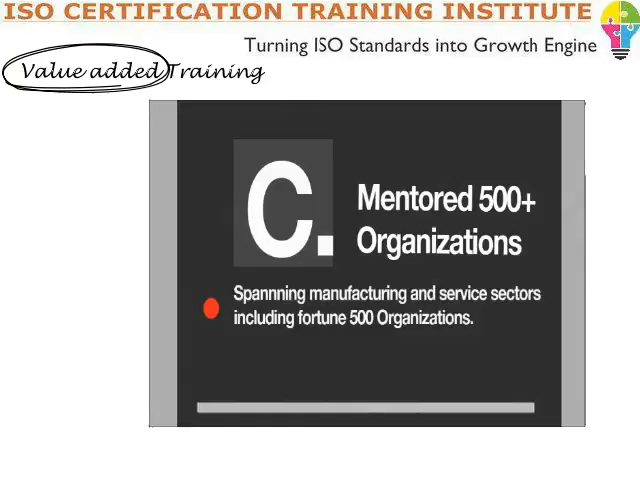 ISO CERTIFICATION TRAINING INSTITUTE
Turning ISO Standards into Growth Engine
Value added Training
C.
Mentored 500+
Organizations
Spannning manufacturing and service sectors
including fortune 500 Organizations.